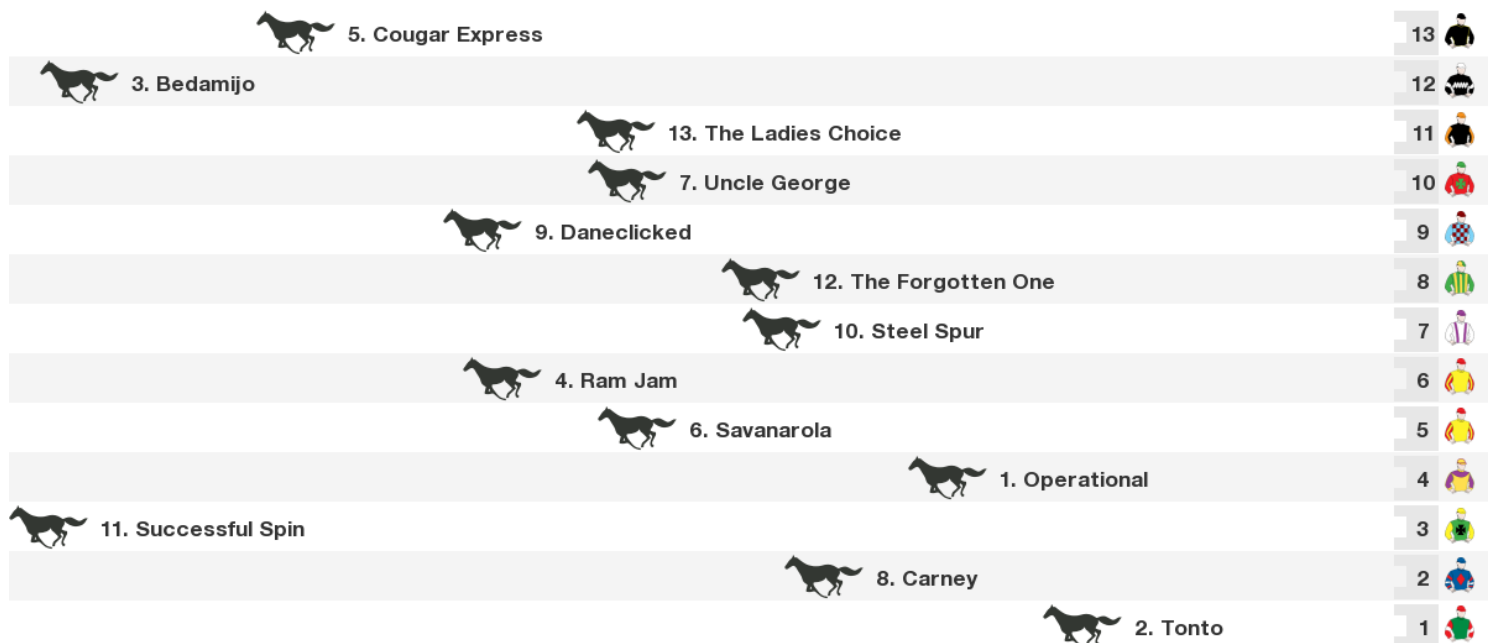 5. Cougar Express 13
3. Bedamijo 12
13. The Ladies Choice 11
7. Uncle George 10
9. Daneclicked 9
12. The Forgotten One 8
10. Steel Spur 7
4. Ram Jam 6
6. Savanarola 5
1. Operational 4
11. Successful Spin 3
8. Carney 2
2. Tonto 1